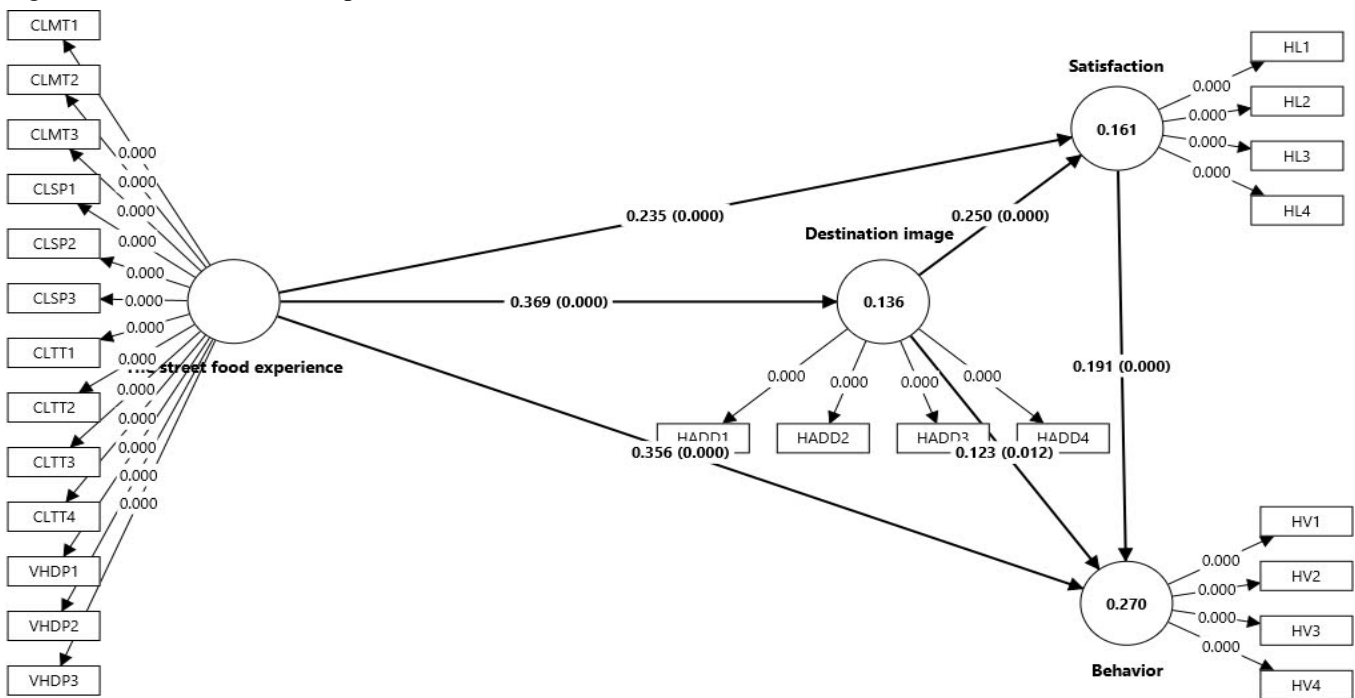 CLMT1
CLMT2
CLMT3
CLSP1
CLSP2
CLSP3
CLTT1
CLTT2
CLTT3
CLTT4
VHDP1
VHDP2
VHDP3
0.000
0.000
0.000
0.000
0.000
0.000
0.000
0.000
0.000
0.000
0.000
0.000
0.000
street food experience
0.235 (0.000)
0.369 (0.000)
0.356 (0.000)
Destination image
0.136
0.250 (0.000)
0.000
0.000
0.000
0.000
HADD1
HADD2
HADD3
HADD4
0.123 (0.012)
Satisfaction
0.161
0.000
0.000
0.000
0.000
HL1
HL2
HL3
HL4
0.191 (0.000)
0.270
Behavior
0.000
0.000
0.000
0.000
HV1
HV2
HV3
HV4